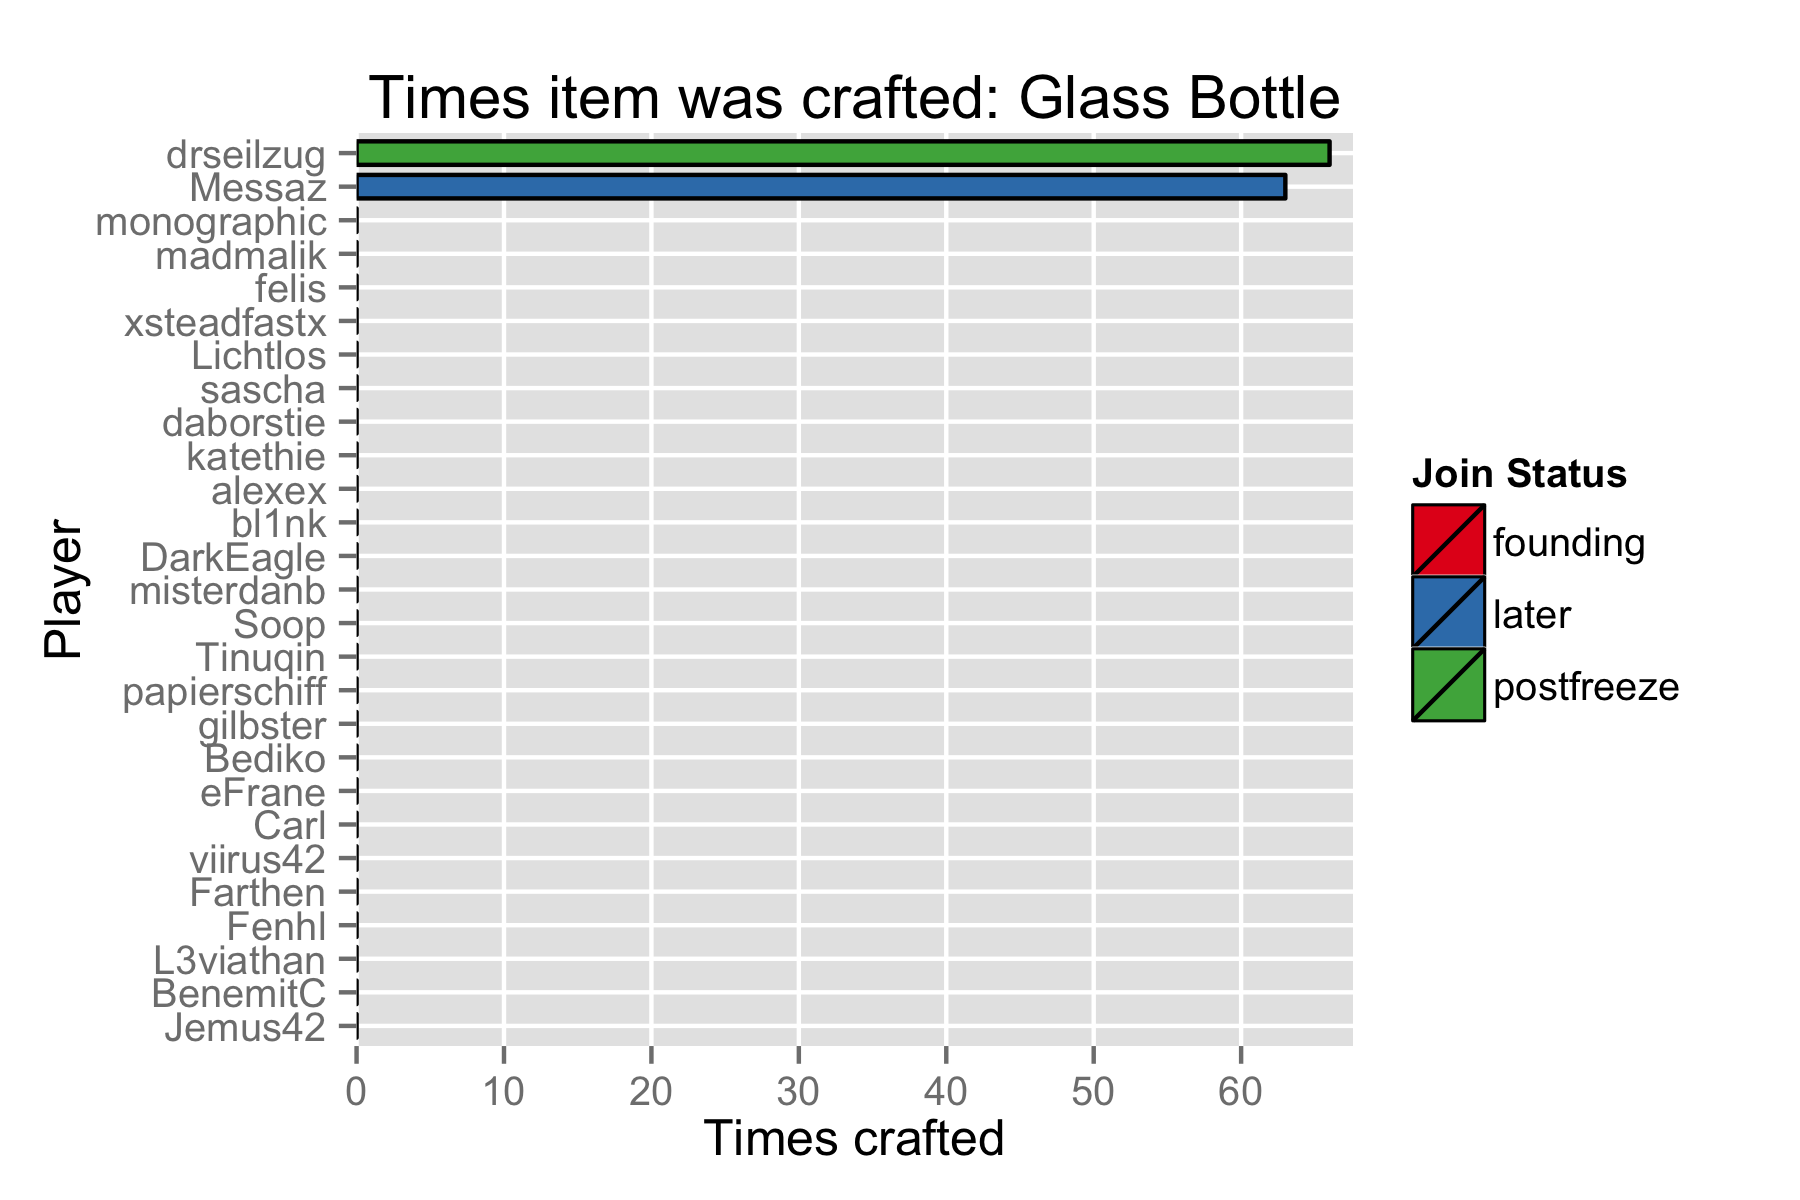 Times item was crafted: Glass Bottle
drseilzug
Messaz
monographic
madmalik
felis
xsteadfastx
Lichtlos
sascha
daborstie
katethie
alexex
bl1nk
DarkEagle
misterdanb
Soop
Tinuqin
papierschiff
gilbster
Bediko
eFrane
Carl
viirus42
Farthen
Fenhl
L3viathan
BenemitC
Jemus42
Player
0 10 20 30 40 50 60
Times crafted
Join Status
founding
later
postfreeze